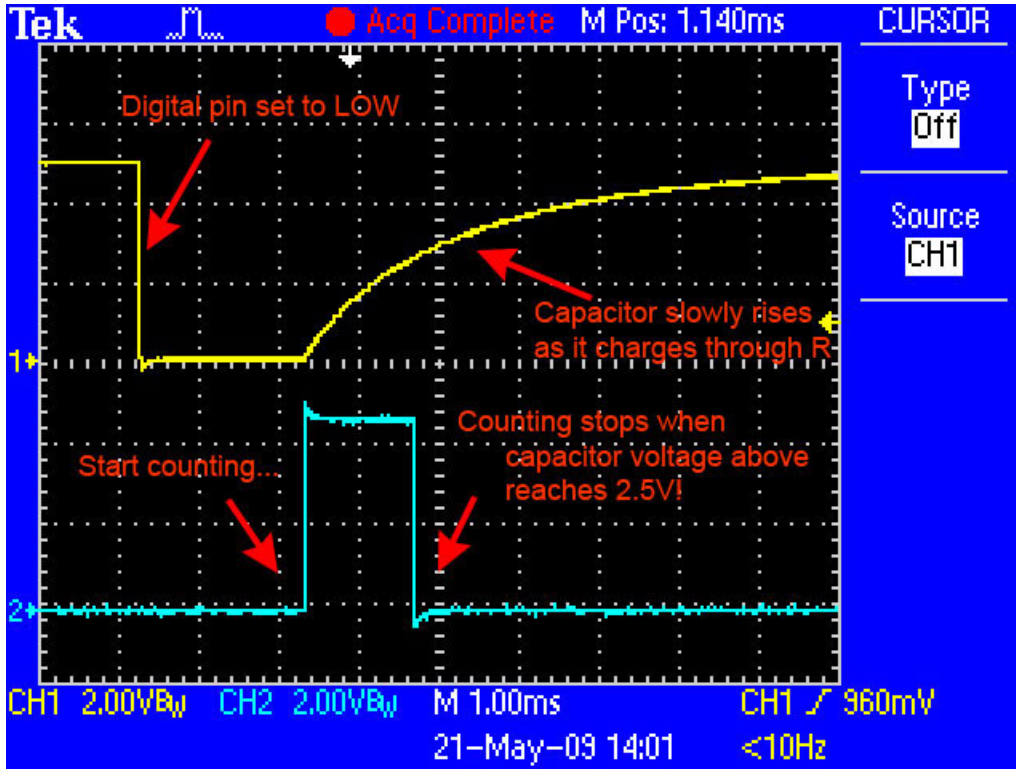 Tek Acq Complete M Pos: 1.140ms CURSOR
Type
Off
Digital pin set to LOW
Source
CH1
Capacitor slowly rises
as it charges through R
1
Counting stops when
capacitor voltage above
reaches 2.5V!
Start counting...
2
CH1 2.00VBW CH2 2.00VBW M 1.00ms CH1 960mV
21-May-09 14:01 <10Hz